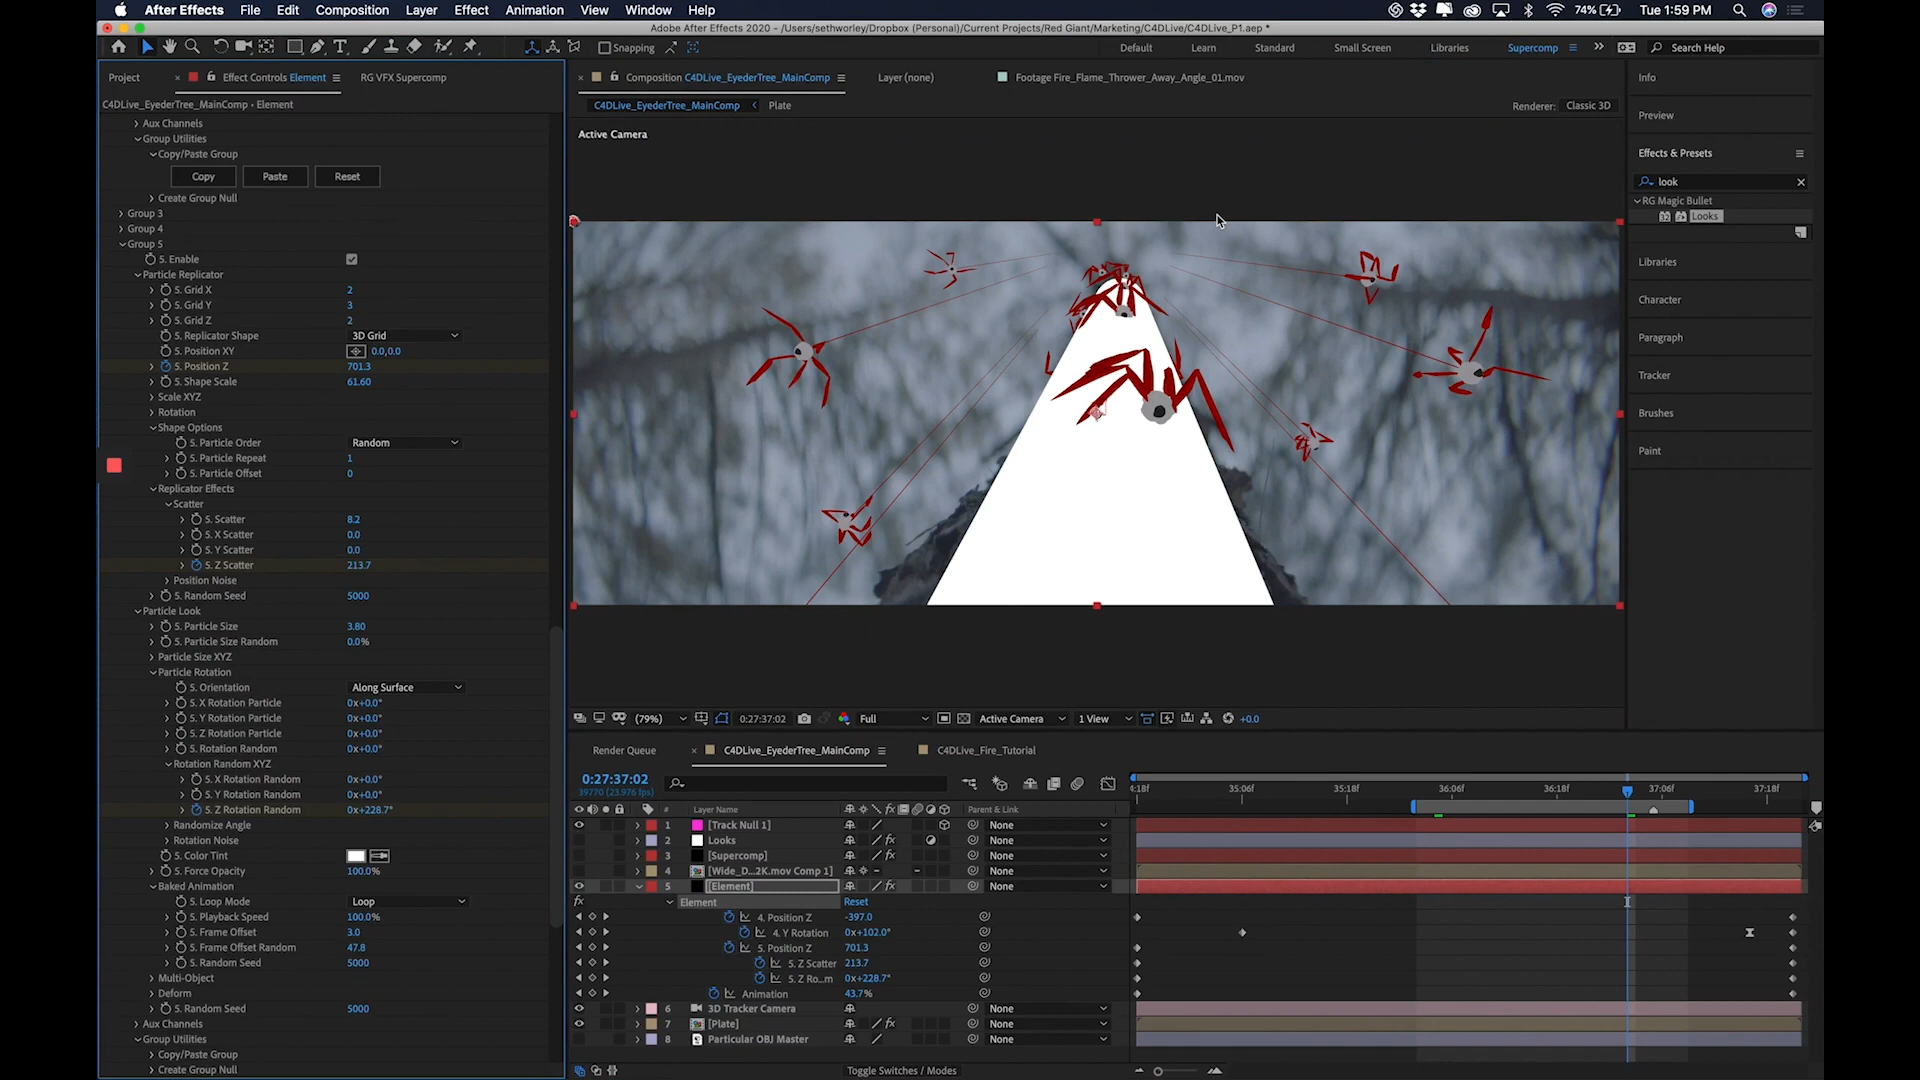 After Effects File Edit Composition Layer Effect Animation View Window Help 74% Tue 1:59 PM
Adobe After Effects 2020 - /Users/sethworley/Dropbox (Personal)/Current Projects/Red Giant/Marketing/C4DLive/C4DLive_P1.aep *
Snapping Default Learn Standard Small Screen Libraries Supercomp Search Help
Project Effect Controls Element RG VFX Supercomp
Composition C4DLive_EyederTree_MainComp Layer (none) Footage Fire_Flame_Thrower_Away_Angle_01.mov
Info
C4DLive_EyederTree_MainComp • Element
C4DLive_EyederTree_MainComp Plate Renderer: Classic 3D
Active Camera
Preview
Effects & Presets
look
RG Magic Bullet
Looks
Libraries
Character
Paragraph
Tracker
Brushes
Paint
Aux Channels
Group Utilities
Copy/Paste Group
Copy Paste Reset
Create Group Null
Group 3
Group 4
Group 5
5. Enable
Particle Replicator
5. Grid X 2
5. Grid Y 3
5. Grid Z 2
5. Replicator Shape 3D Grid
5. Position XY 0.0,0.0
5. Position Z 701.3
5. Shape Scale 61.60
Scale XYZ
Rotation
Shape Options
5. Particle Order Random
5. Particle Repeat 1
5. Particle Offset 0
Replicator Effects
Scatter
5. Scatter 8.2
5. X Scatter 0.0
5. Y Scatter 0.0
5. Z Scatter 213.7
Position Noise
5. Random Seed 5000
Particle Look
5. Particle Size 3.80
5. Particle Size Random 0.0%
Particle Size XYZ
Particle Rotation
5. Orientation Along Surface
5. X Rotation Particle 0x+0.0°
5. Y Rotation Particle 0x+0.0°
5. Z Rotation Particle 0x+0.0°
5. Rotation Random 0x+0.0°
Rotation Random XYZ
5. X Rotation Random 0x+0.0°
5. Y Rotation Random 0x+0.0°
5. Z Rotation Random 0x+228.7°
Randomize Angle
Rotation Noise
5. Color Tint
5. Force Opacity 100.0%
Baked Animation
5. Loop Mode Loop
5. Playback Speed 100.0%
5. Frame Offset 3.0
5. Frame Offset Random 47.8
5. Random Seed 5000
Multi-Object
Deform
5. Random Seed 5000
Aux Channels
Group Utilities
Copy/Paste Group
Create Group Null
(79%) 0:27:37:02 Full Active Camera 1 View +0.0
Render Queue C4DLive_EyederTree_MainComp C4DLive_Fire_Tutorial
0:27:37:02
39770 (23.976 fps)
:18f 35:06f 35:18f 36:06f 36:18f 37:06f 37:18f
# Layer Name fx Parent & Link
1 [Track Null 1] None
2 Looks fx None
3 [Supercomp] fx None
4 [Wide_D...2K.mov Comp 1] None
5 [Element] fx None
fx Element Reset
4. Position Z -397.0
4. Y Rotation 0x+102.0°
5. Position Z 701.3
5. Z Scatter 213.7
5. Z Ro...m 0x+228.7°
Animation 43.7%
6 3D Tracker Camera None
7 [Plate] fx None
8 Particular OBJ Master None
Toggle Switches / Modes